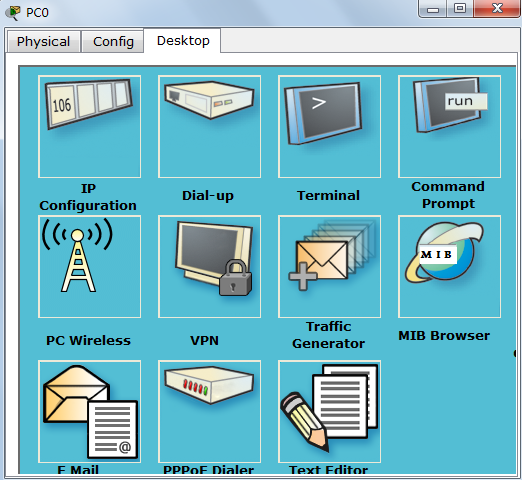 PC0
Physical Config Desktop
106
>
run
IP
Configuration
Dial-up
Terminal
Command
Prompt
MIB
PC Wireless
VPN
Traffic
Generator
MIB Browser
@
E Mail
PPPoE Dialer
Text Editor